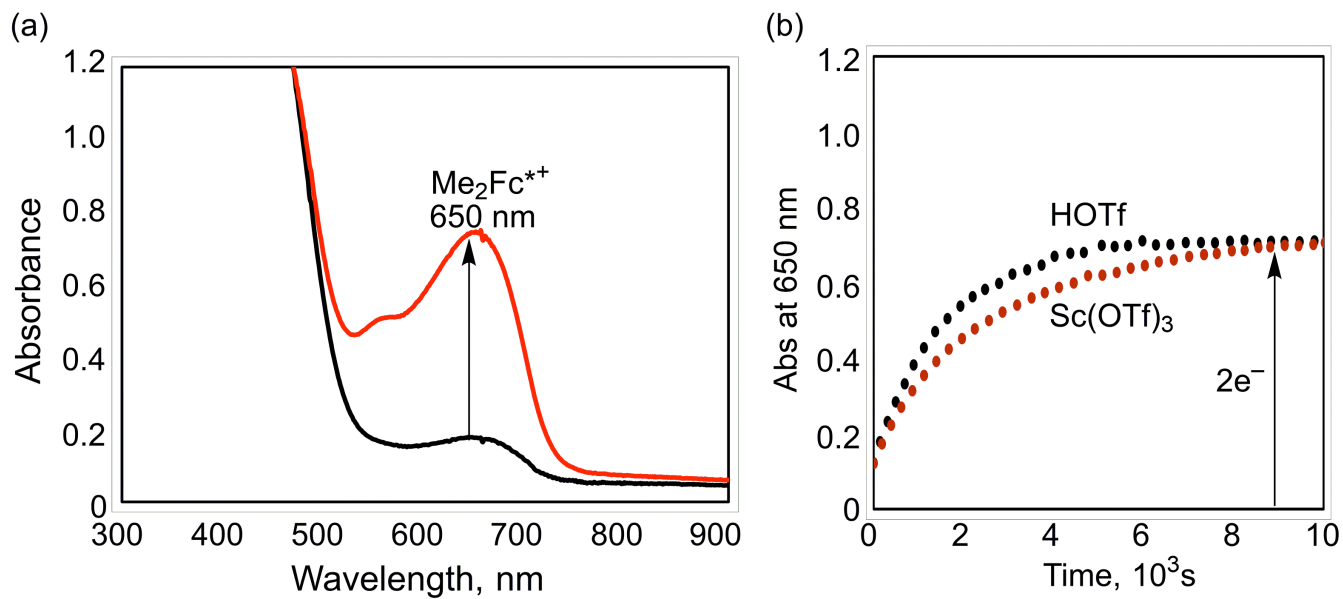 (a)
1.2
1.0
0.8
0.6
0.4
0.2
0
Absorbance
Me₂Fc*⁺
650 nm
300 400 500 600 700 800 900
Wavelength, nm
(b)
1.2
1.0
0.8
0.6
0.4
0.2
0
Abs at 650 nm
HOTf
Sc(OTf)₃
2e⁻
0 2 4 6 8 10
Time, 10³s